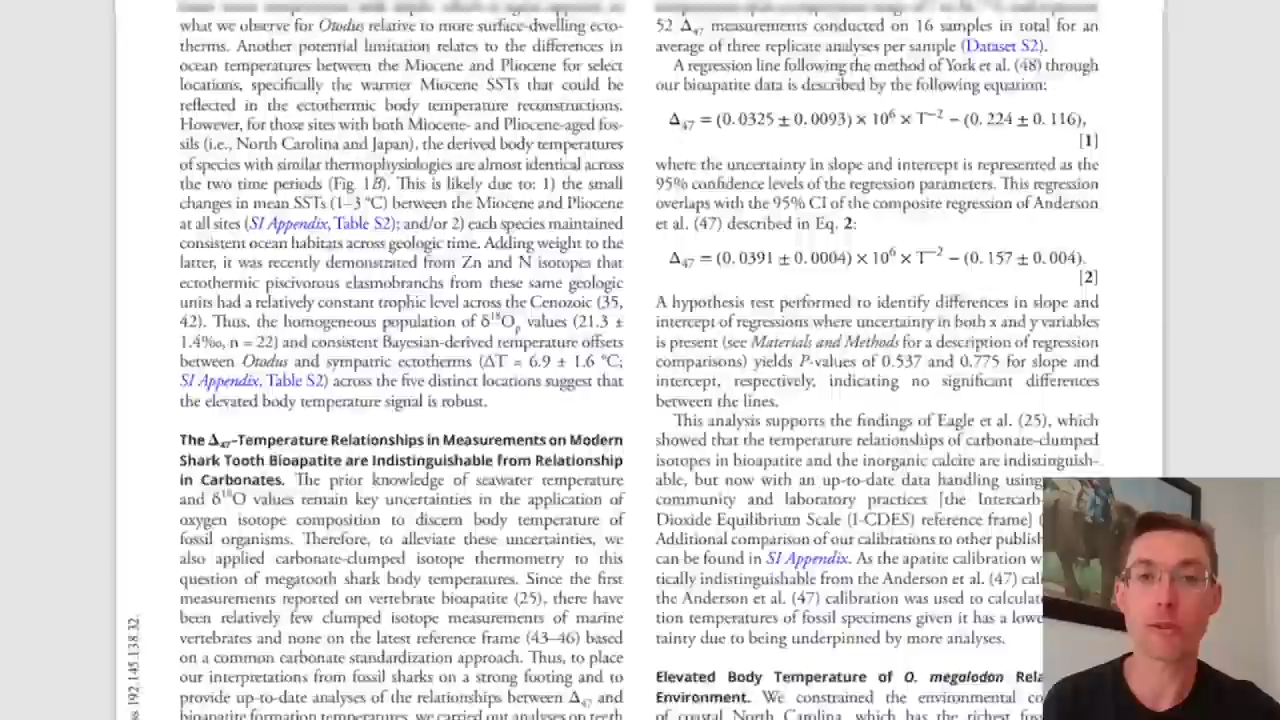 what we observe for Otodus relative to more surface-dwelling ecto-
therms. Another potential limitation relates to the differences in
ocean temperatures between the Miocene and Pliocene for select
locations, specifically the warmer Miocene SSTs that could be
reflected in the ectothermic body temperature reconstructions.
However, for those sites with both Miocene- and Pliocene-aged fos-
sils (i.e., North Carolina and Japan), the derived body temperatures
of species with similar thermophysiologies are almost identical across
the two time periods (Fig. 1B). This is likely due to: 1) the small
changes in mean SSTs (1–3 °C) between the Miocene and Pliocene
at all sites (SI Appendix, Table S2); and/or 2) each species maintained
consistent ocean habitats across geologic time. Adding weight to the
latter, it was recently demonstrated from Zn and N isotopes that
ectothermic piscivorous elasmobranchs from these same geologic
units had a relatively constant trophic level across the Cenozoic (35,
42). Thus, the homogeneous population of δ¹⁸Oₚ values (21.3 ±
1.4‰, n = 22) and consistent Bayesian-derived temperature offsets
between Otodus and sympatric ectotherms (ΔT = 6.9 ± 1.6 °C;
SI Appendix, Table S2) across the five distinct locations suggest that
the elevated body temperature signal is robust.
The Δ₄₇–Temperature Relationships in Measurements on Modern
Shark Tooth Bioapatite are Indistinguishable from Relationship
in Carbonates. The prior knowledge of seawater temperature
and δ¹⁸O values remain key uncertainties in the application of
oxygen isotope composition to discern body temperature of
fossil organisms. Therefore, to alleviate these uncertainties, we
also applied carbonate-clumped isotope thermometry to this
question of megatooth shark body temperatures. Since the first
measurements reported on vertebrate bioapatite (25), there have
been relatively few clumped isotope measurements of marine
vertebrates and none on the latest reference frame (43–46) based
on a common carbonate standardization approach. Thus, to place
our interpretations from fossil sharks on a strong footing and to
provide up-to-date analyses of the relationships between Δ₄₇ and
bioapatite formation temperatures, we carried out analyses on teeth
52 Δ₄₇ measurements conducted on 16 samples in total for an
average of three replicate analyses per sample (Dataset S2).
A regression line following the method of York et al. (48) through
our bioapatite data is described by the following equation:
Δ₄₇ = (0.0325 ± 0.0093) × 10⁶ × T⁻² − (0.224 ± 0.116),
[1]
where the uncertainty in slope and intercept is represented as the
95% confidence levels of the regression parameters. This regression
overlaps with the 95% CI of the composite regression of Anderson
et al. (47) described in Eq. 2:
Δ₄₇ = (0.0391 ± 0.0004) × 10⁶ × T⁻² − (0.157 ± 0.004).
[2]
A hypothesis test performed to identify differences in slope and
intercept of regressions where uncertainty in both x and y variables
is present (see Materials and Methods for a description of regression
comparisons) yields P-values of 0.537 and 0.775 for slope and
intercept, respectively, indicating no significant differences
between the lines.
This analysis supports the findings of Eagle et al. (25), which
showed that the temperature relationships of carbonate-clumped
isotopes in bioapatite and the inorganic calcite are indistinguish-
able, but now with an up-to-date data handling using
community and laboratory practices [the Intercarb-
Dioxide Equilibrium Scale (I-CDES) reference frame] (
Additional comparison of our calibrations to other publish
can be found in SI Appendix. As the apatite calibration w
tically indistinguishable from the Anderson et al. (47) cal
the Anderson et al. (47) calibration was used to calculat
tion temperatures of fossil specimens given it has a lowe
tainty due to being underpinned by more analyses.
Elevated Body Temperature of O. megalodon Rela
Environment. We constrained the environmental co
of coastal North Carolina, which has the richest fos
ss 192.145.138.32.